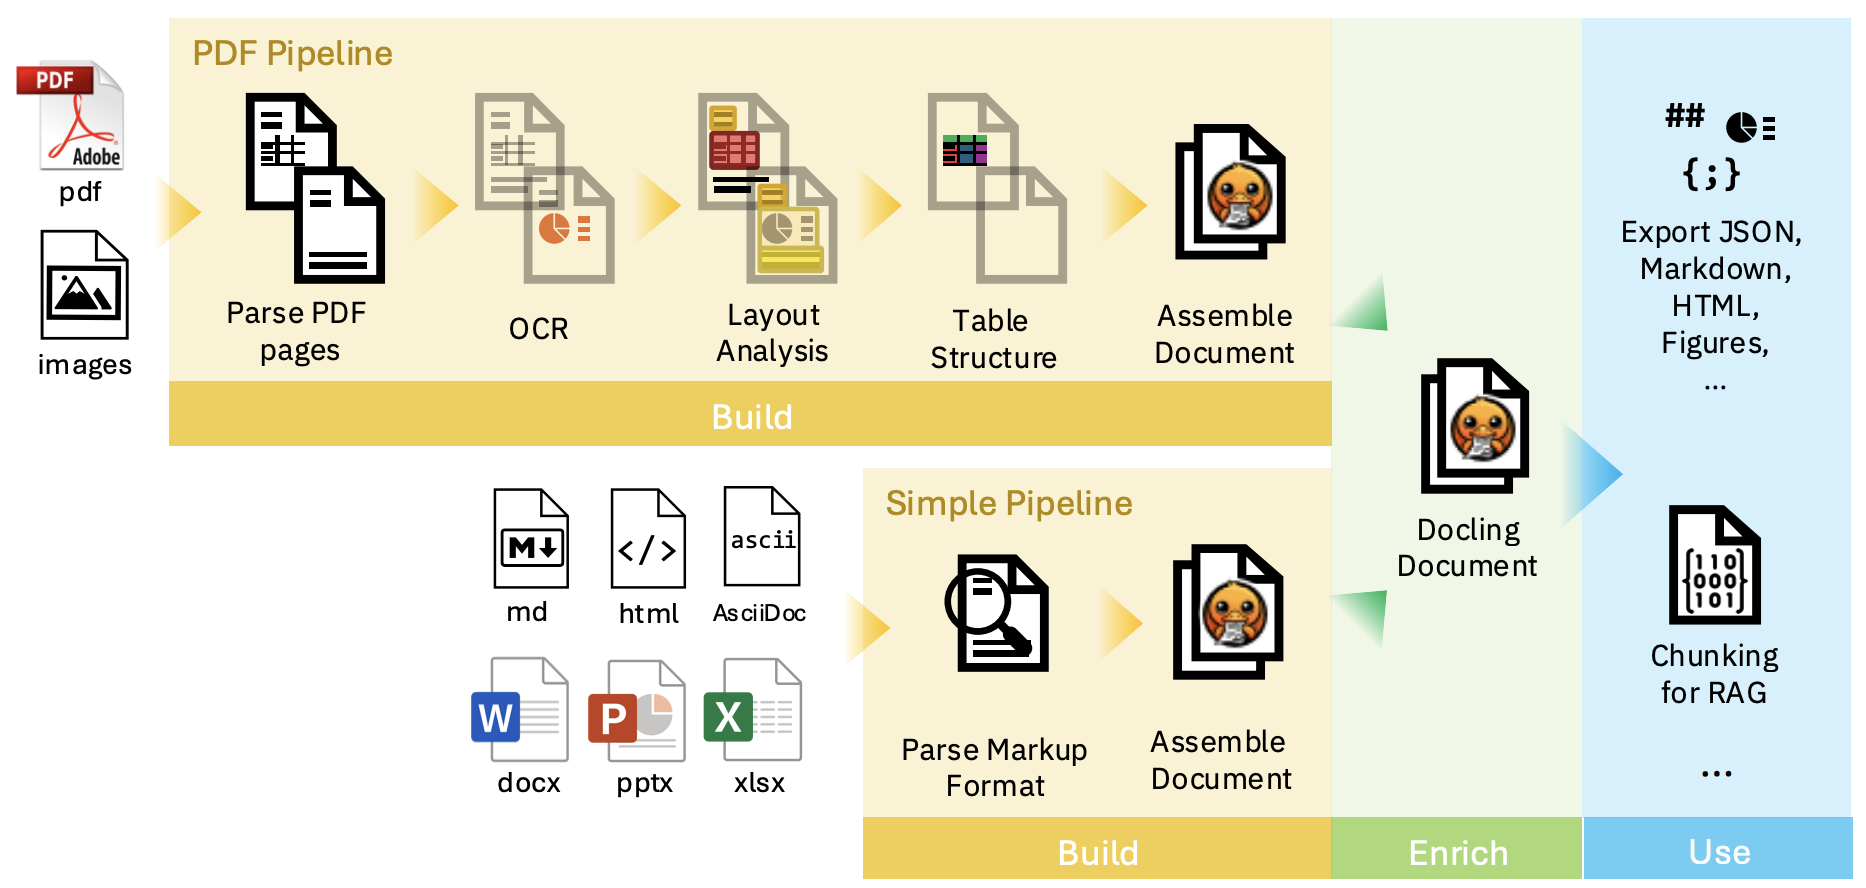 PDF Pipeline
PDF
Adobe
pdf
images
Parse PDF
pages
OCR
Layout
Analysis
Table
Structure
Assemble
Document
Build
M
md
</>
html
ascii
AsciiDoc
W
docx
P
pptx
X
xlsx
Simple Pipeline
Parse Markup
Format
Assemble
Document
Build
Docling
Document
Enrich
##
{;}
Export JSON,
Markdown,
HTML,
Figures,
...
{110
000
101}
Chunking
for RAG
...
Use